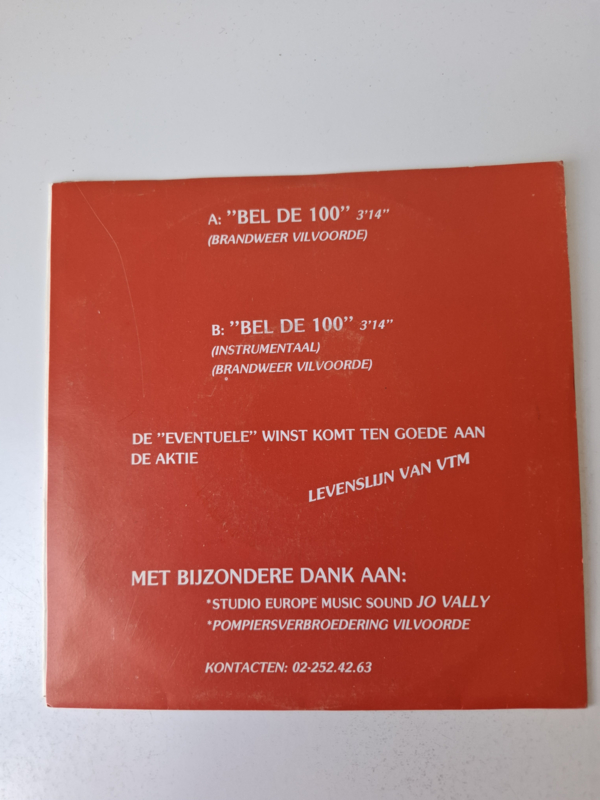 A: "BEL DE 100" 3'14"
(BRANDWEER VILVOORDE)
B: "BEL DE 100" 3'14"
(INSTRUMENTAAL)
(BRANDWEER VILVOORDE)
*
DE "EVENTUELE" WINST KOMT TEN GOEDE AAN
DE AKTIE
LEVENSLIJN VAN VTM
MET BIJZONDERE DANK AAN:
*STUDIO EUROPE MUSIC SOUND JO VALLY
*POMPIERSVERBROEDERING VILVOORDE
KONTACTEN: 02-252.42.63